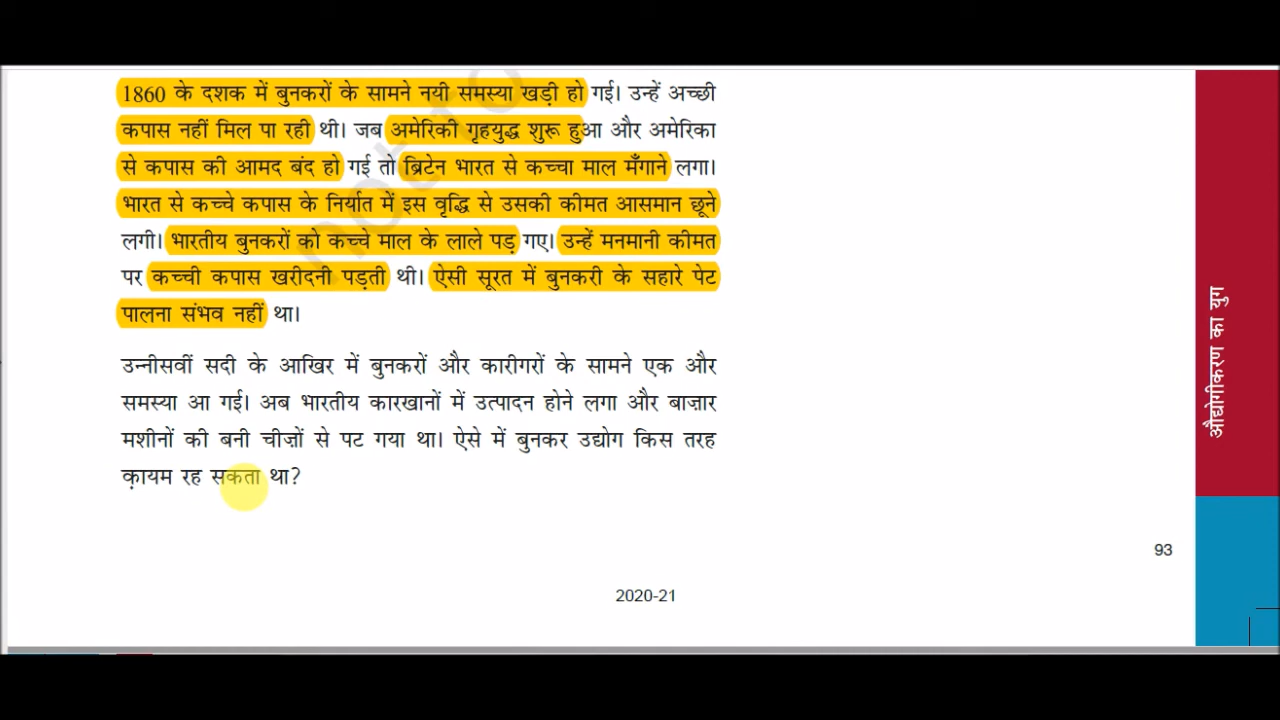 1860 के दशक में बुनकरों के सामने नयी समस्या खड़ी हो गई। उन्हें अच्छी
कपास नहीं मिल पा रही थी। जब अमेरिकी गृहयुद्ध शुरू हुआ और अमेरिका
से कपास की आमद बंद हो गई तो ब्रिटेन भारत से कच्चा माल मँगाने लगा।
भारत से कच्चे कपास के निर्यात में इस वृद्धि से उसकी कीमत आसमान छूने
लगी। भारतीय बुनकरों को कच्चे माल के लाले पड़ गए। उन्हें मनमानी कीमत
पर कच्ची कपास खरीदनी पड़ती थी। ऐसी सूरत में बुनकरी के सहारे पेट
पालना संभव नहीं था।
उन्नीसवीं सदी के आखिर में बुनकरों और कारीगरों के सामने एक और
समस्या आ गई। अब भारतीय कारखानों में उत्पादन होने लगा और बाज़ार
मशीनों की बनी चीज़ों से पट गया था। ऐसे में बुनकर उद्योग किस तरह
क़ायम रह सकता था?
औद्योगीकरण का युग
93
2020-21
not to